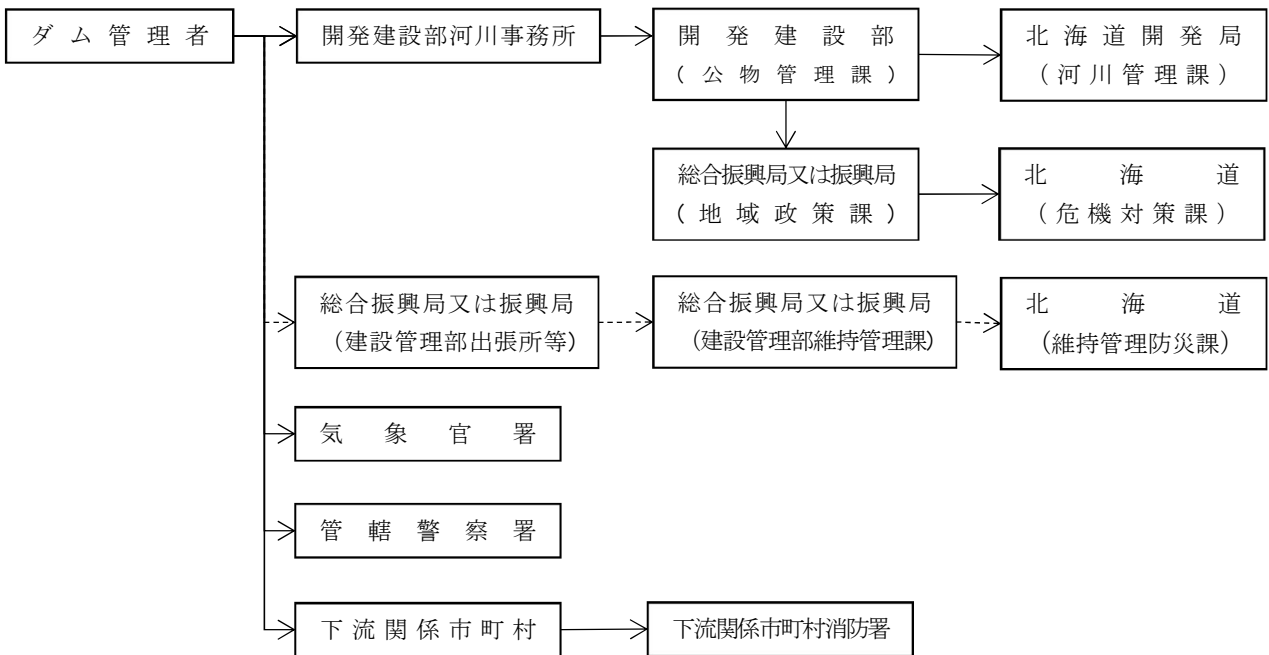 ダム管理者
開発建設部河川事務所
開発建設部
(公物管理課)
北海道開発局
(河川管理課)
総合振興局又は振興局
(地域政策課)
北海道
(危機対策課)
総合振興局又は振興局
(建設管理部出張所等)
総合振興局又は振興局
(建設管理部維持管理課)
北海道
(維持管理防災課)
気象官署
管轄警察署
下流関係市町村
下流関係市町村消防署